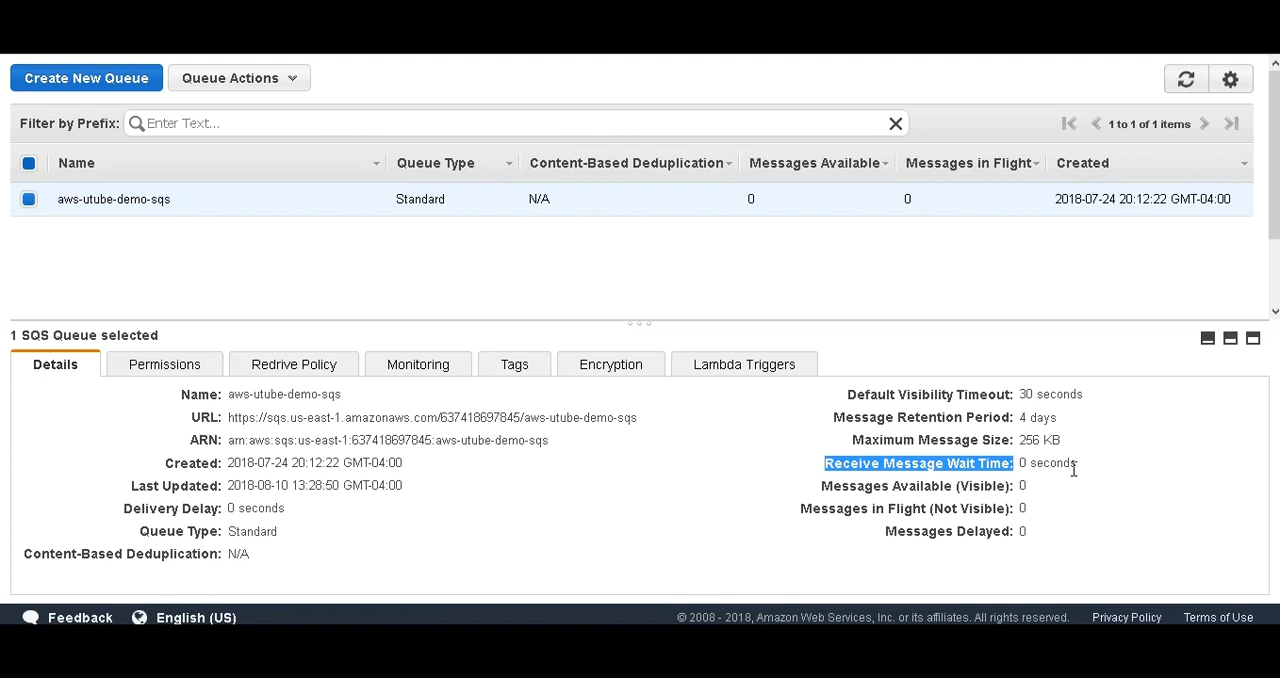 Create New Queue Queue Actions
Filter by Prefix: Enter Text... 1 to 1 of 1 items
Name Queue Type Content-Based Deduplication Messages Available Messages in Flight Created
aws-utube-demo-sqs Standard N/A 0 0 2018-07-24 20:12:22 GMT-04:00
1 SQS Queue selected
Details Permissions Redrive Policy Monitoring Tags Encryption Lambda Triggers
Name: aws-utube-demo-sqs
URL: https://sqs.us-east-1.amazonaws.com/637418697845/aws-utube-demo-sqs
ARN: arn:aws:sqs:us-east-1:637418697845:aws-utube-demo-sqs
Created: 2018-07-24 20:12:22 GMT-04:00
Last Updated: 2018-08-10 13:28:50 GMT-04:00
Delivery Delay: 0 seconds
Queue Type: Standard
Content-Based Deduplication: N/A
Default Visibility Timeout: 30 seconds
Message Retention Period: 4 days
Maximum Message Size: 256 KB
Receive Message Wait Time: 0 seconds
Messages Available (Visible): 0
Messages in Flight (Not Visible): 0
Messages Delayed: 0
Feedback English (US) © 2008 - 2018, Amazon Web Services, Inc. or its affiliates. All rights reserved. Privacy Policy Terms of Use